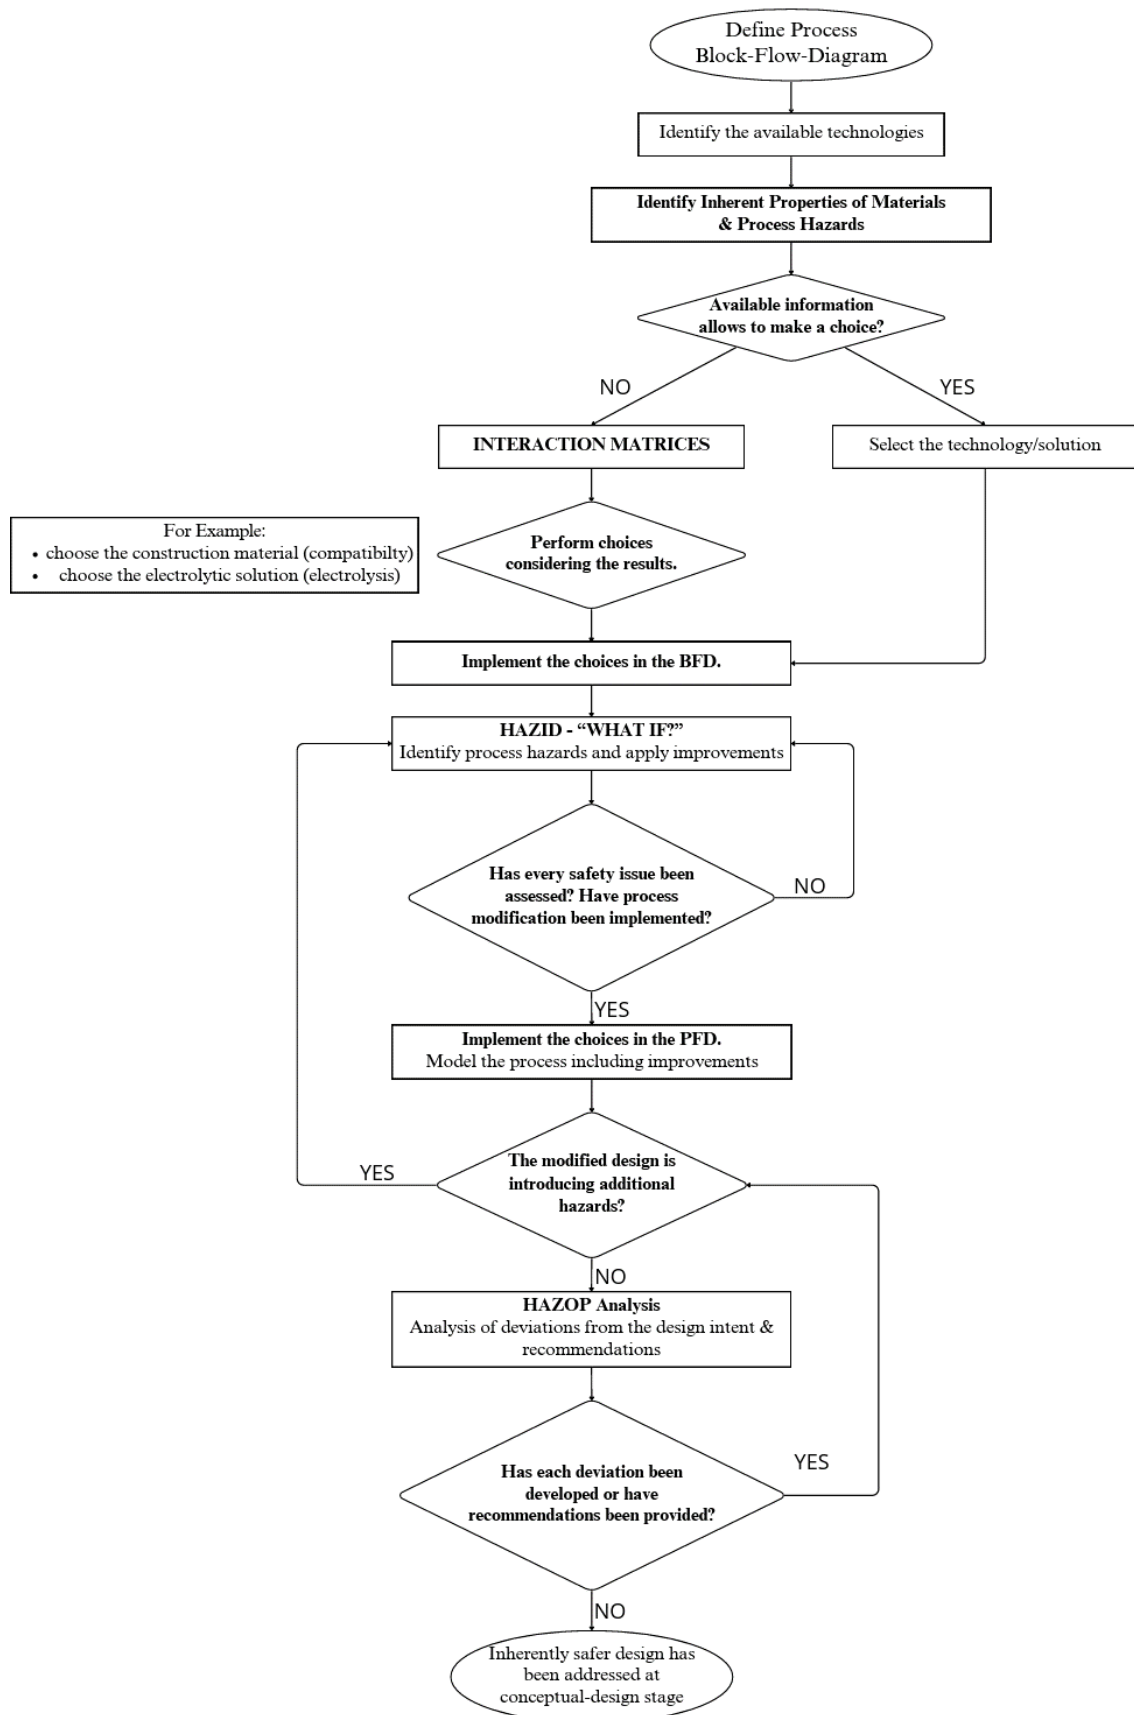 Define Process
Block-Flow-Diagram
Identify the available technologies
Identify Inherent Properties of Materials
& Process Hazards
Available information
allows to make a choice?
NO
YES
INTERACTION MATRICES
Select the technology/solution
For Example:
• choose the construction material (compatibilty)
• choose the electrolytic solution (electrolysis)
Perform choices
considering the results.
Implement the choices in the BFD.
HAZID - “WHAT IF?”
Identify process hazards and apply improvements
Has every safety issue been
assessed? Have process
modification been implemented?
NO
YES
Implement the choices in the PFD.
Model the process including improvements
The modified design is
introducing additional
hazards?
YES
NO
HAZOP Analysis
Analysis of deviations from the design intent &
recommendations
Has each deviation been
developed or have
recommendations been provided?
YES
NO
Inherently safer design has
been addressed at
conceptual-design stage